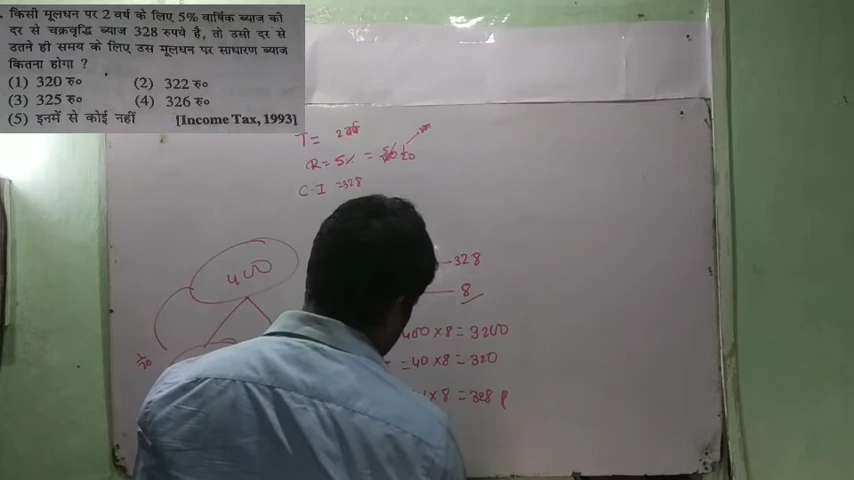 किसी मूलधन पर 2 वर्ष के लिए 5% वार्षिक ब्याज की
दर से चक्रवृद्धि ब्याज 328 रुपये है, तो उसी दर से
उतने ही समय के लिए उस मूलधन पर साधारण ब्याज
कितना होगा ?
(1) 320 रु०
(2) 322 रु०
(3) 325 रु०
(4) 326 रु०
(5) इनमें से कोई नहीं
[Income Tax, 1993]
T = 2 वर्ष
R = 5% =
C.I = 328
400
328
8
400 × 8 = 3200
= 40 × 8 = 320
× 8 = 328